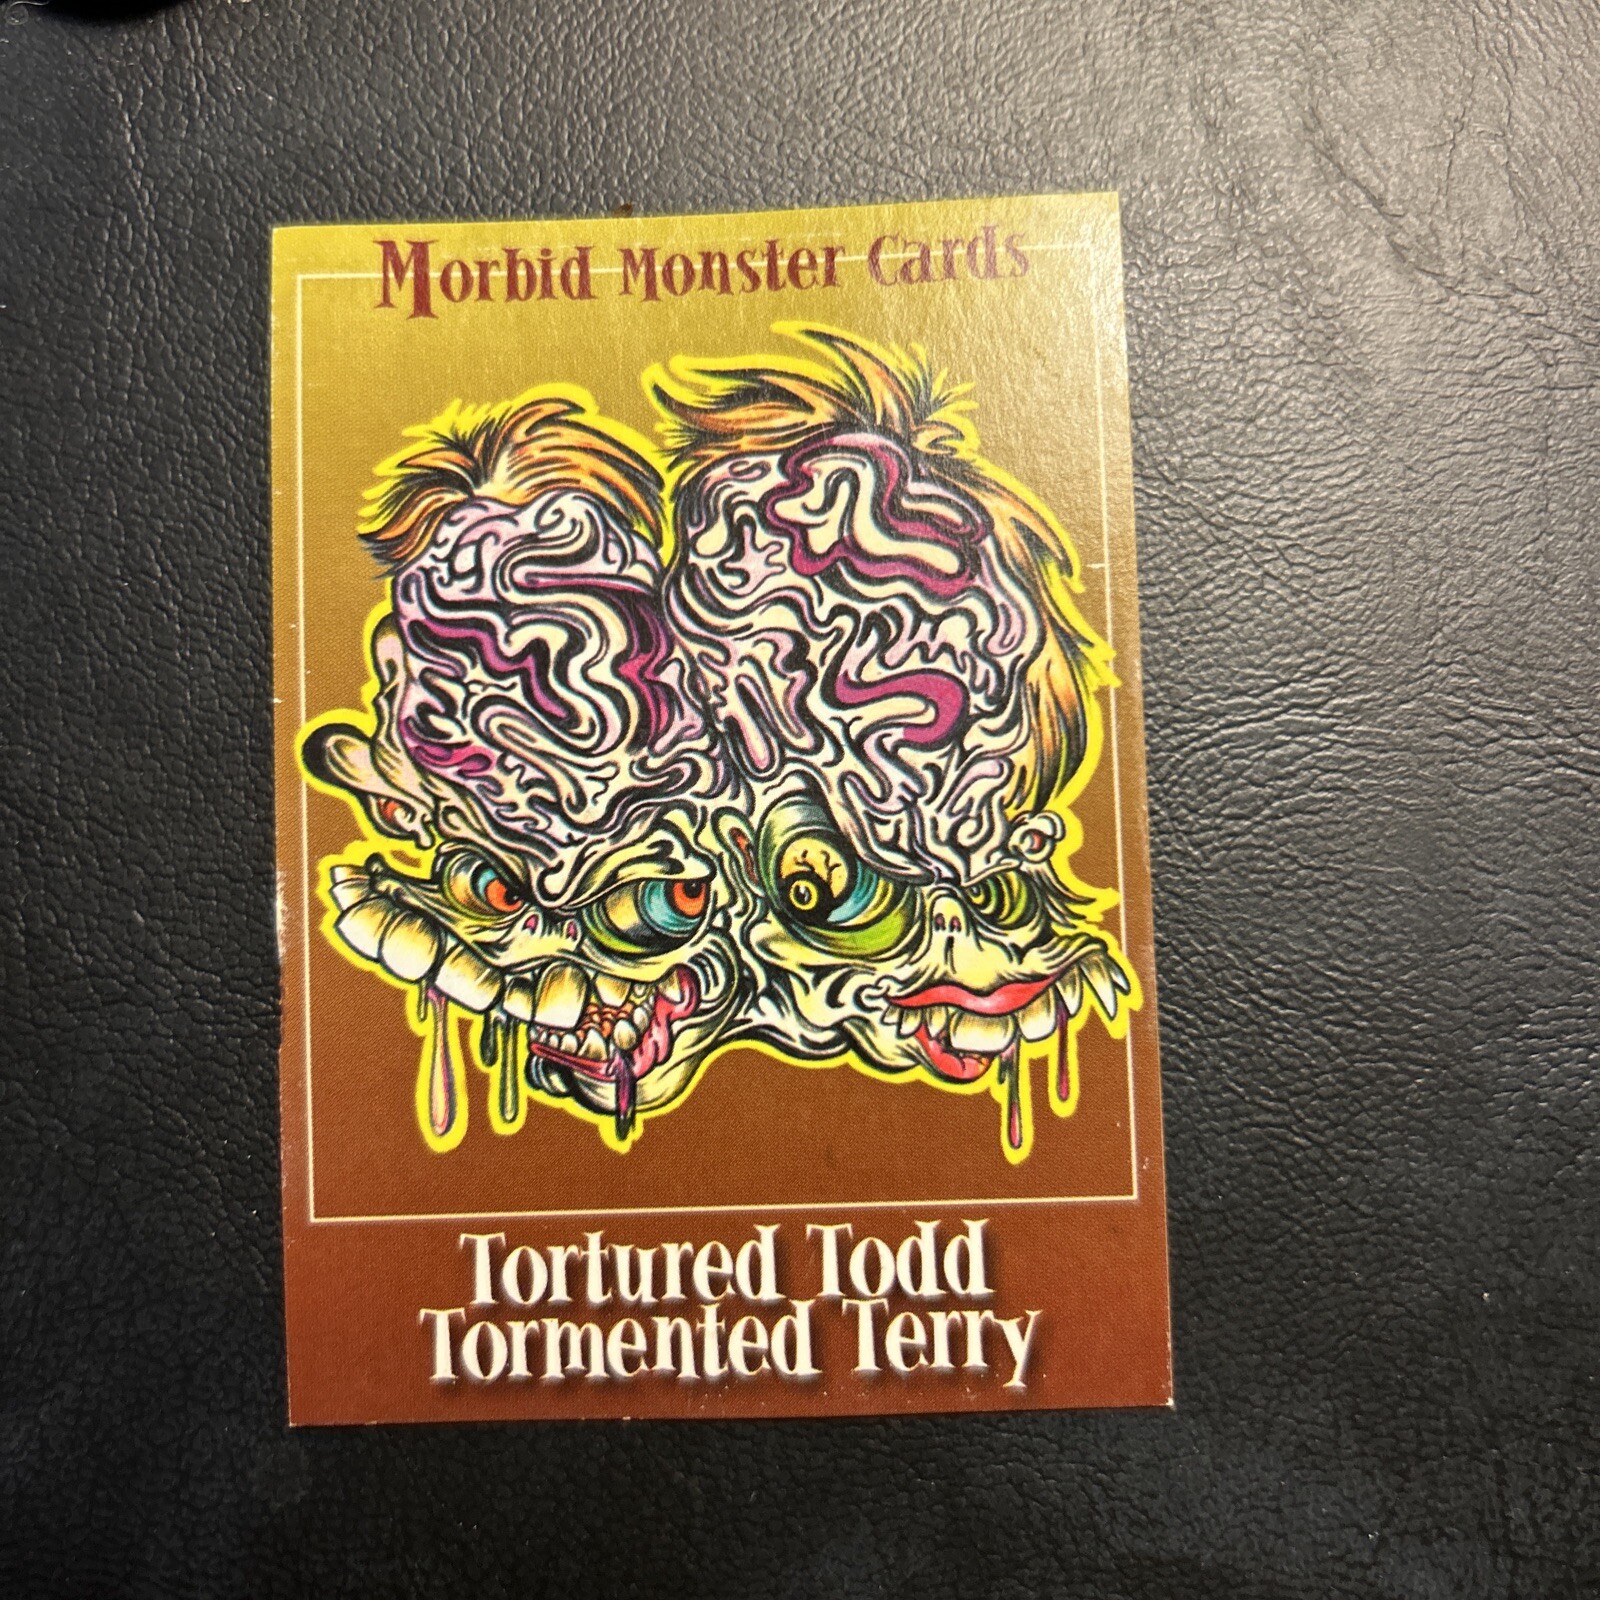 Morbid Monster Cards
Tortured Todd
Tormented Terry